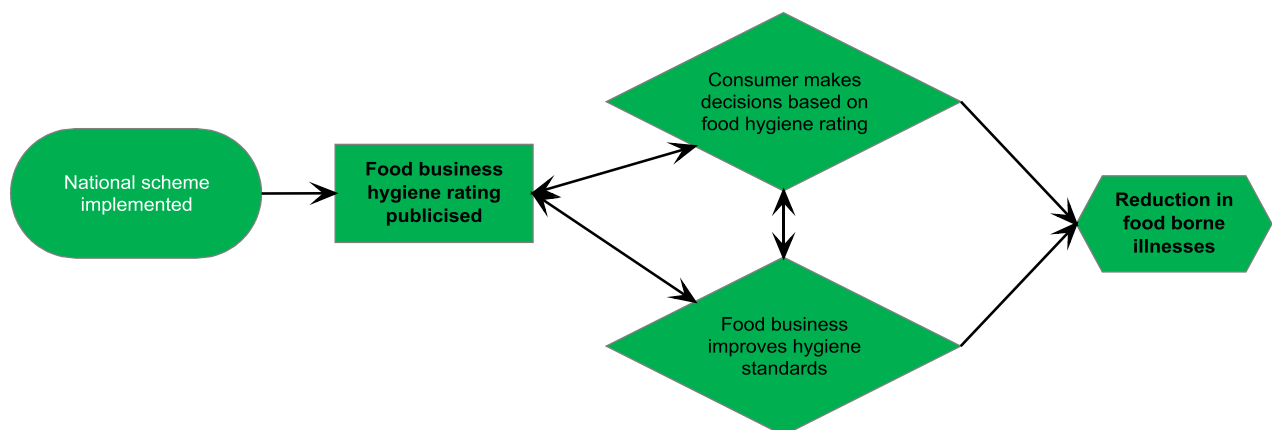 National scheme
implemented
Food business
hygiene rating
publicised
Consumer makes
decisions based on
food hygiene rating
Food business
improves hygiene
standards
Reduction in
food borne
illnesses